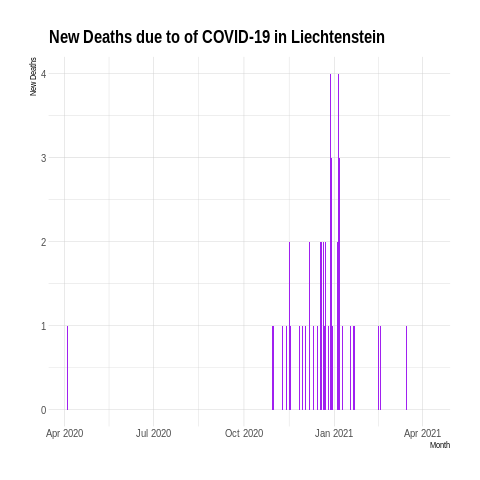 New Deaths due to of COVID-19 in Liechtenstein
New Deaths
4
3
2
1
0
Apr 2020 Jul 2020 Oct 2020 Jan 2021 Apr 2021
Month